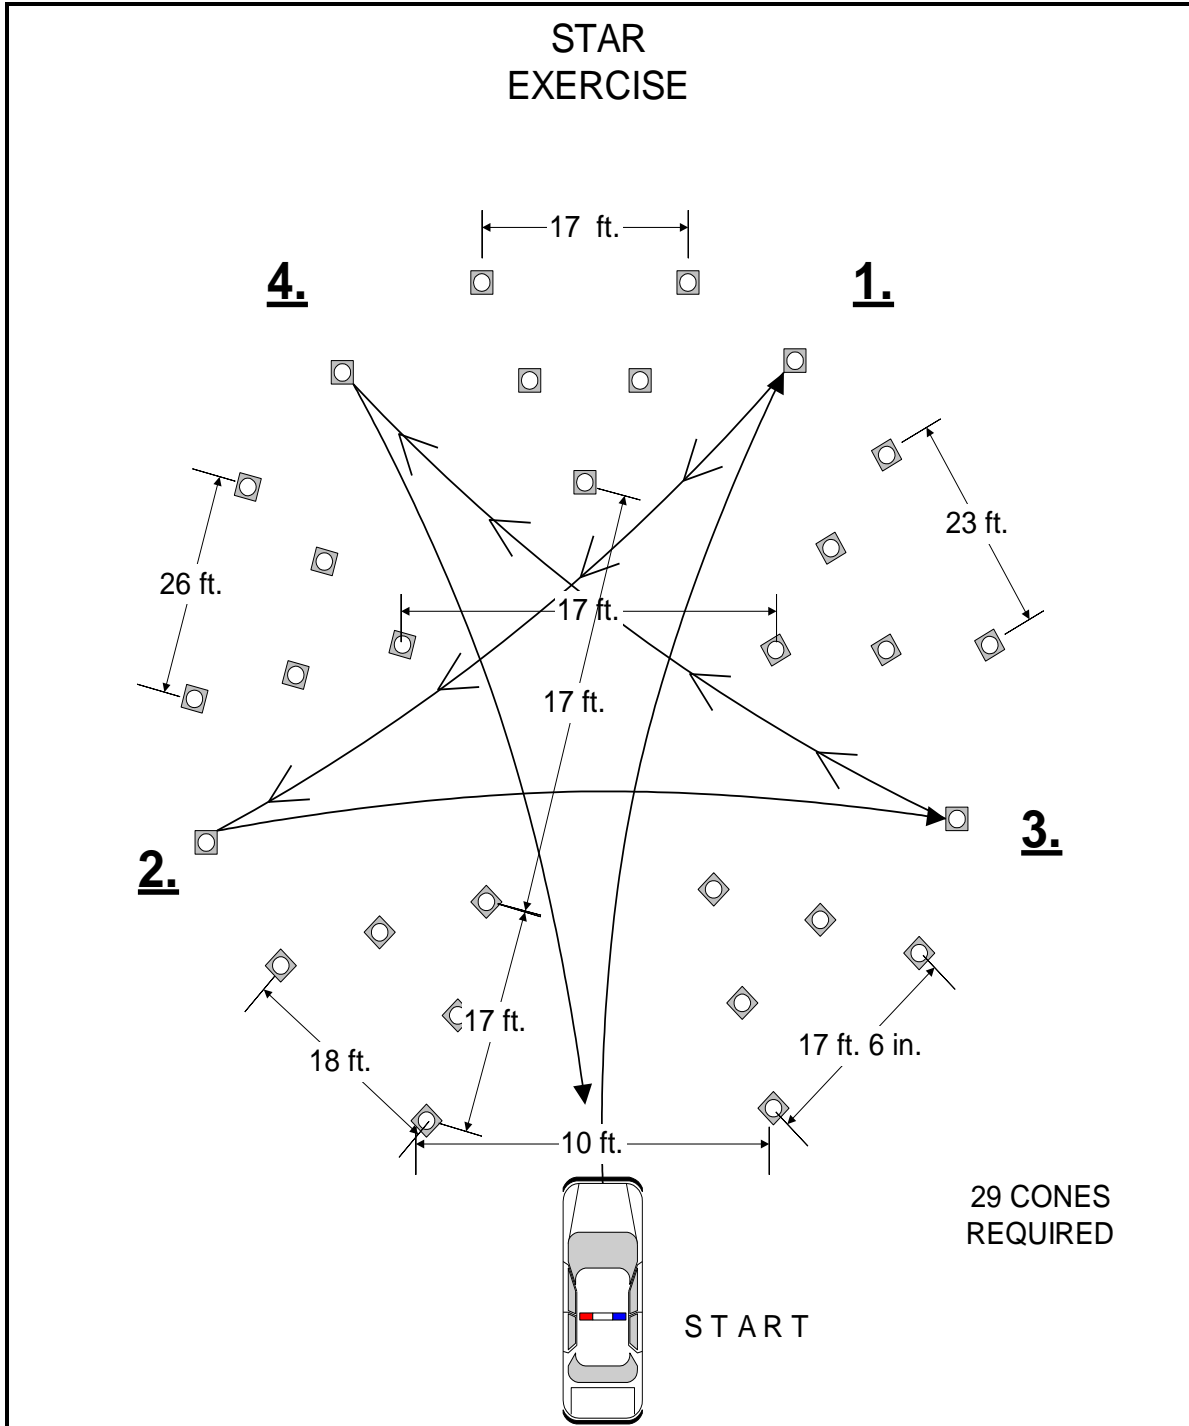 STAR
EXERCISE
17 ft.
4.
1.
23 ft.
26 ft.
17 ft.
17 ft.
3.
2.
17 ft.
17 ft. 6 in.
18 ft.
10 ft.
29 CONES
REQUIRED
START